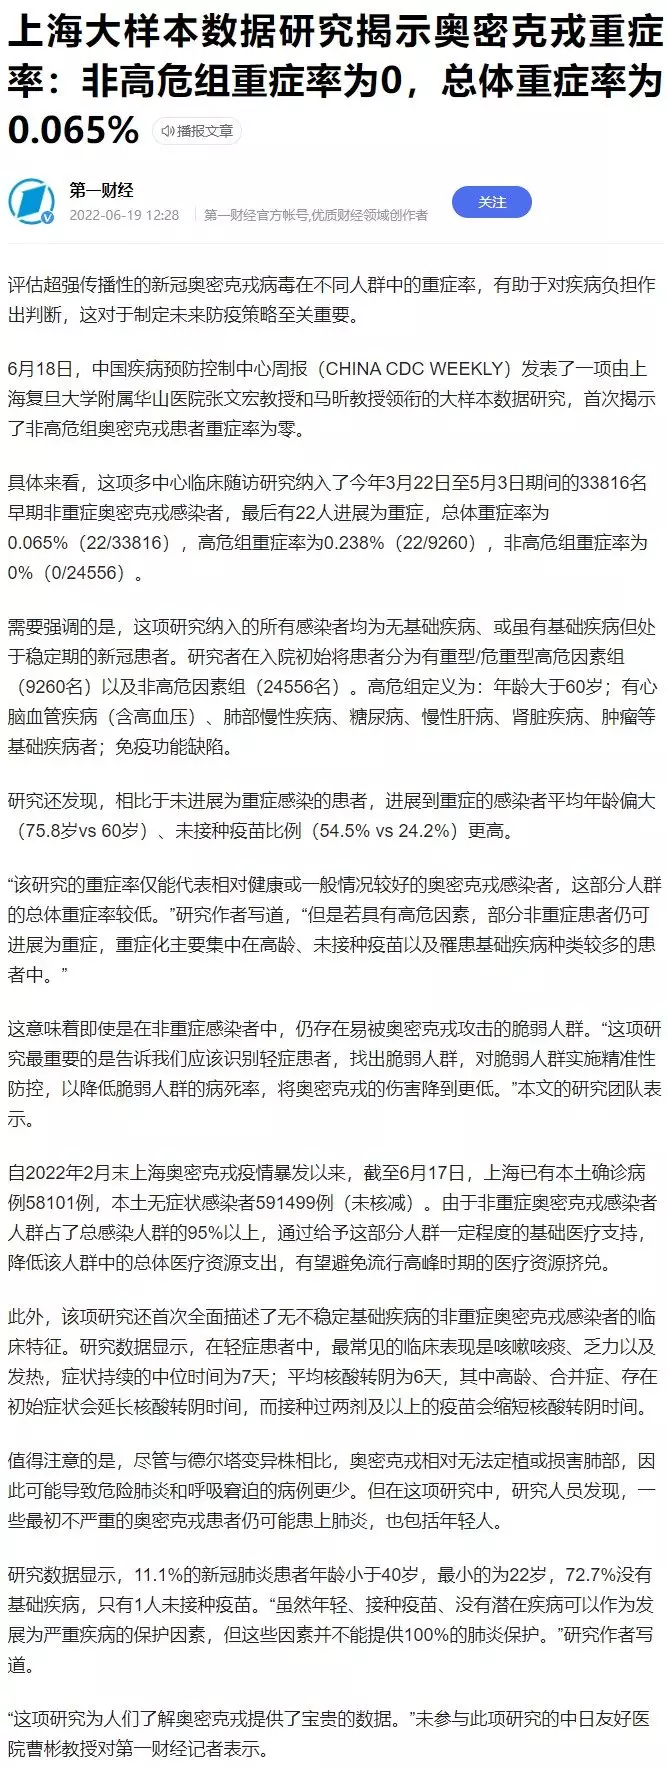 上海大样本数据研究揭示奥密克戎重症
率：非高危组重症率为0，总体重症率为
0.065% 播报文章
第一财经
2022-06-19 12:28 第一财经官方帐号,优质财经领域创作者
关注
评估超强传播性的新冠奥密克戎病毒在不同人群中的重症率，有助于对疾病负担作
出判断，这对于制定未来防疫策略至关重要。
6月18日，中国疾病预防控制中心周报（CHINA CDC WEEKLY）发表了一项由上
海复旦大学附属华山医院张文宏教授和马昕教授领衔的大样本数据研究，首次揭示
了非高危组奥密克戎患者重症率为零。
具体来看，这项多中心临床随访研究纳入了今年3月22日至5月3日期间的33816名
早期非重症奥密克戎感染者，最后有22人进展为重症，总体重症率为
0.065%（22/33816），高危组重症率为0.238%（22/9260），非高危组重症率为
0%（0/24556）。
需要强调的是，这项研究纳入的所有感染者均为无基础疾病、或虽有基础疾病但处
于稳定期的新冠患者。研究者在入院初始将患者分为有重型/危重型高危因素组
（9260名）以及非高危因素组（24556名）。高危组定义为：年龄大于60岁；有心
脑血管疾病（含高血压）、肺部慢性疾病、糖尿病、慢性肝病、肾脏疾病、肿瘤等
基础疾病者；免疫功能缺陷。
研究还发现，相比于未进展为重症感染的患者，进展到重症的感染者平均年龄偏大
（75.8岁vs 60岁）、未接种疫苗比例（54.5% vs 24.2%）更高。
“该研究的重症率仅能代表相对健康或一般情况较好的奥密克戎感染者，这部分人群
的总体重症率较低。”研究作者写道，“但是若具有高危因素，部分非重症患者仍可
进展为重症，重症化主要集中在高龄、未接种疫苗以及罹患基础疾病种类较多的患
者中。”
这意味着即使是在非重症感染者中，仍存在易被奥密克戎攻击的脆弱人群。“这项研
究最重要的是告诉我们应该识别轻症患者，找出脆弱人群，对脆弱人群实施精准性
防控，以降低脆弱人群的病死率，将奥密克戎的伤害降到更低。”本文的研究团队表
示。
自2022年2月末上海奥密克戎疫情暴发以来，截至6月17日，上海已有本土确诊病
例58101例，本土无症状感染者591499例（未核减）。由于非重症奥密克戎感染者
人群占了总感染人群的95%以上，通过给予这部分人群一定程度的基础医疗支持，
降低该人群中的总体医疗资源支出，有望避免流行高峰时期的医疗资源挤兑。
此外，该项研究还首次全面描述了无不稳定基础疾病的非重症奥密克戎感染者的临
床特征。研究数据显示，在轻症患者中，最常见的临床表现是咳嗽咳痰、乏力以及
发热，症状持续的中位时间为7天；平均核酸转阴为6天，其中高龄、合并症、存在
初始症状会延长核酸转阴时间，而接种过两剂及以上的疫苗会缩短核酸转阴时间。
值得注意的是，尽管与德尔塔变异株相比，奥密克戎相对无法定植或损害肺部，因
此可能导致危险肺炎和呼吸窘迫的病例更少。但在这项研究中，研究人员发现，一
些最初不严重的奥密克戎患者仍可能患上肺炎，也包括年轻人。
研究数据显示，11.1%的新冠肺炎患者年龄小于40岁，最小的为22岁，72.7%没有
基础疾病，只有1人未接种疫苗。“虽然年轻、接种疫苗、没有潜在疾病可以作为发
展为严重疾病的保护因素，但这些因素并不能提供100%的肺炎保护。”研究作者写
道。
“这项研究为人们了解奥密克戎提供了宝贵的数据。”未参与此项研究的中日友好医
院曹彬教授对第一财经记者表示。